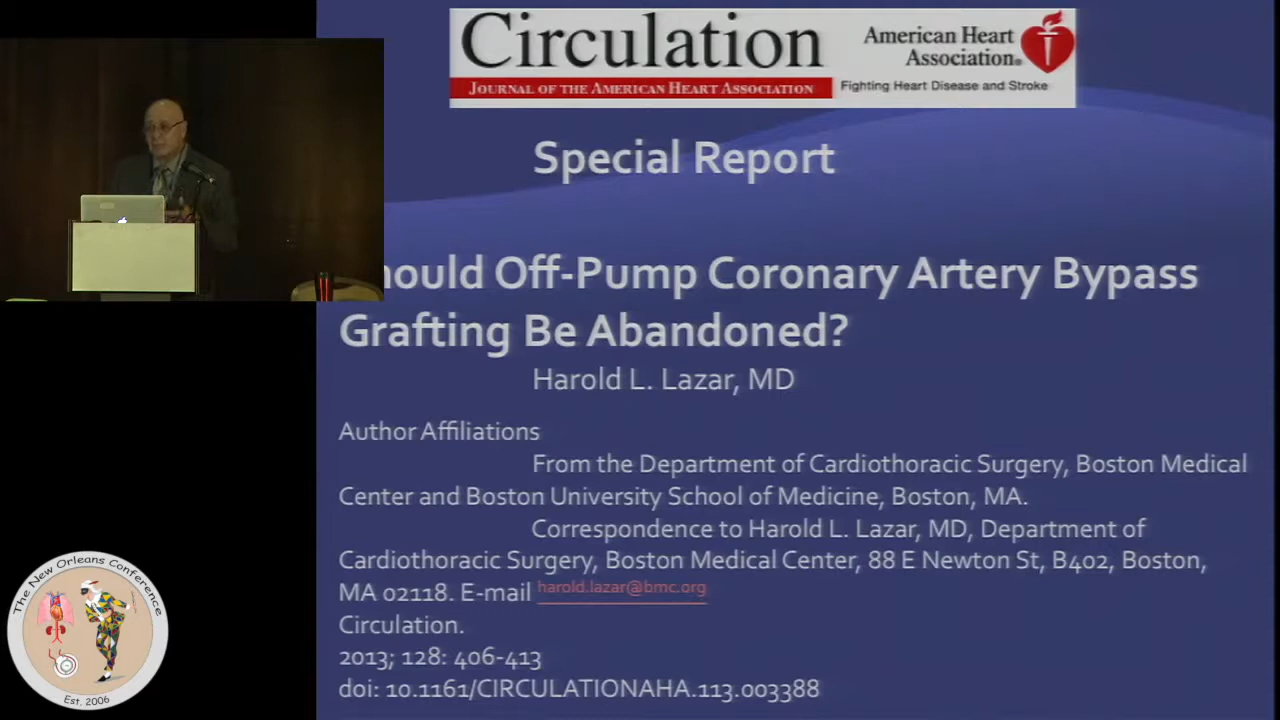 Circulation
JOURNAL OF THE AMERICAN HEART ASSOCIATION
American Heart
Association®
Fighting Heart Disease and Stroke
Special Report
hould Off-Pump Coronary Artery Bypass
Grafting Be Abandoned?
Harold L. Lazar, MD
Author Affiliations
From the Department of Cardiothoracic Surgery, Boston Medical
Center and Boston University School of Medicine, Boston, MA.
Correspondence to Harold L. Lazar, MD, Department of
Cardiothoracic Surgery, Boston Medical Center, 88 E Newton St, B402, Boston,
MA 02118. E-mail harold.lazar@bmc.org
Circulation.
2013; 128: 406-413
doi: 10.1161/CIRCULATIONAHA.113.003388
The New Orleans Conference
Est. 2006